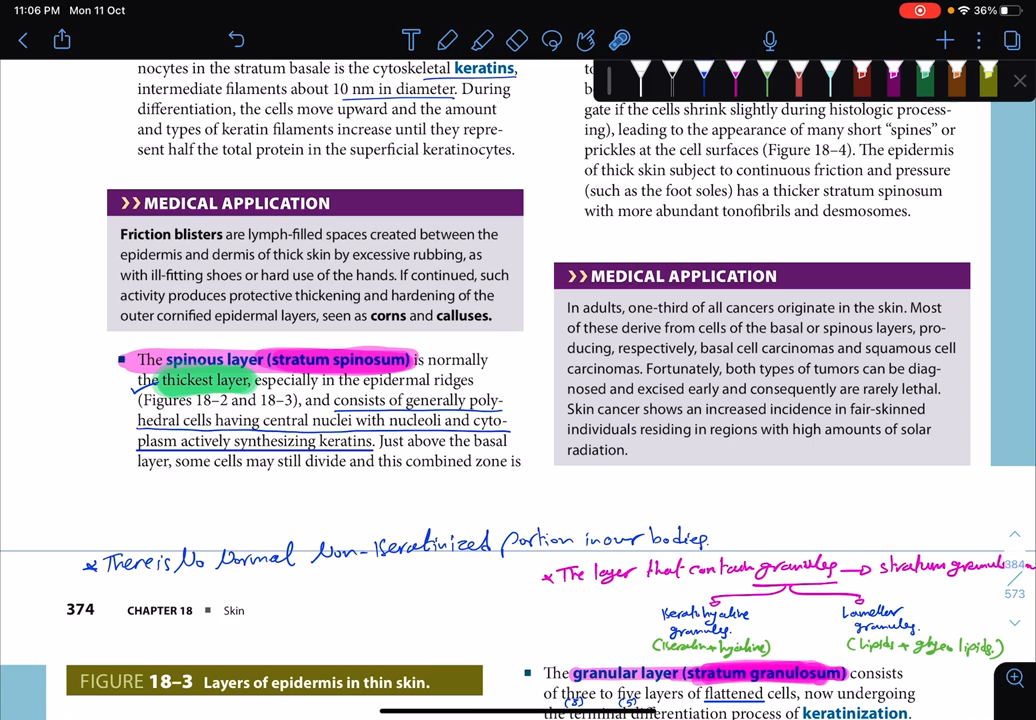 11:06 PM Mon 11 Oct
36%
nocytes in the stratum basale is the cytoskeletal keratins,
intermediate filaments about 10 nm in diameter. During
differentiation, the cells move upward and the amount
and types of keratin filaments increase until they repre-
sent half the total protein in the superficial keratinocytes.
>> MEDICAL APPLICATION
Friction blisters are lymph-filled spaces created between the
epidermis and dermis of thick skin by excessive rubbing, as
with ill-fitting shoes or hard use of the hands. If continued, such
activity produces protective thickening and hardening of the
outer cornified epidermal layers, seen as corns and calluses.
■ The spinous layer (stratum spinosum) is normally
the thickest layer, especially in the epidermal ridges
(Figures 18–2 and 18–3), and consists of generally poly-
hedral cells having central nuclei with nucleoli and cyto-
plasm actively synthesizing keratins. Just above the basal
layer, some cells may still divide and this combined zone is
to
b
gate if the cells shrink slightly during histologic process-
ing), leading to the appearance of many short “spines” or
prickles at the cell surfaces (Figure 18–4). The epidermis
of thick skin subject to continuous friction and pressure
(such as the foot soles) has a thicker stratum spinosum
with more abundant tonofibrils and desmosomes.
>> MEDICAL APPLICATION
In adults, one-third of all cancers originate in the skin. Most
of these derive from cells of the basal or spinous layers, pro-
ducing, respectively, basal cell carcinomas and squamous cell
carcinomas. Fortunately, both types of tumors can be diag-
nosed and excised early and consequently are rarely lethal.
Skin cancer shows an increased incidence in fair-skinned
individuals residing in regions with high amounts of solar
radiation.
* There is No Normal Non-Keratinized portion in our bodies.
* The layer that contain granules → stratum granul
384
573
Keratohyaline
granules.
(Keratin + hyaline)
Lamellar
granules.
(Lipids + glyco lipids.)
374 CHAPTER 18 ■ Skin
FIGURE 18–3 Layers of epidermis in thin skin.
■ The granular layer (stratum granulosum) consists
of three to five layers of flattened cells, now undergoing
(3) (5)
the terminal differentiation process of keratinization.